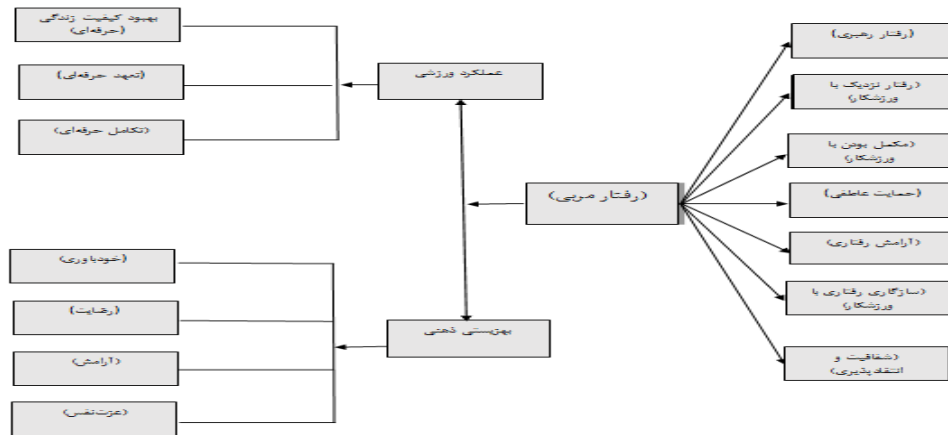 (رفتار رهبری)
(رفتار نزدیک با
ورزشکار)
(مکمل بودن با
ورزشکار)
(حمایت عاطفی)
(آرامش رفتاری)
(سازگاری رفتاری با
ورزشکار)
(شفافیت و
انتقادپذیری)
(رفتار مربی)
عملکرد ورزشی
بهزیستی ذهنی
بهبود کیفیت زندگی
(حرفه‌ای)
(تعهد حرفه‌ای)
(تکامل حرفه‌ای)
(خودباوری)
(رضایت)
(آرامش)
(عزت‌نفس)